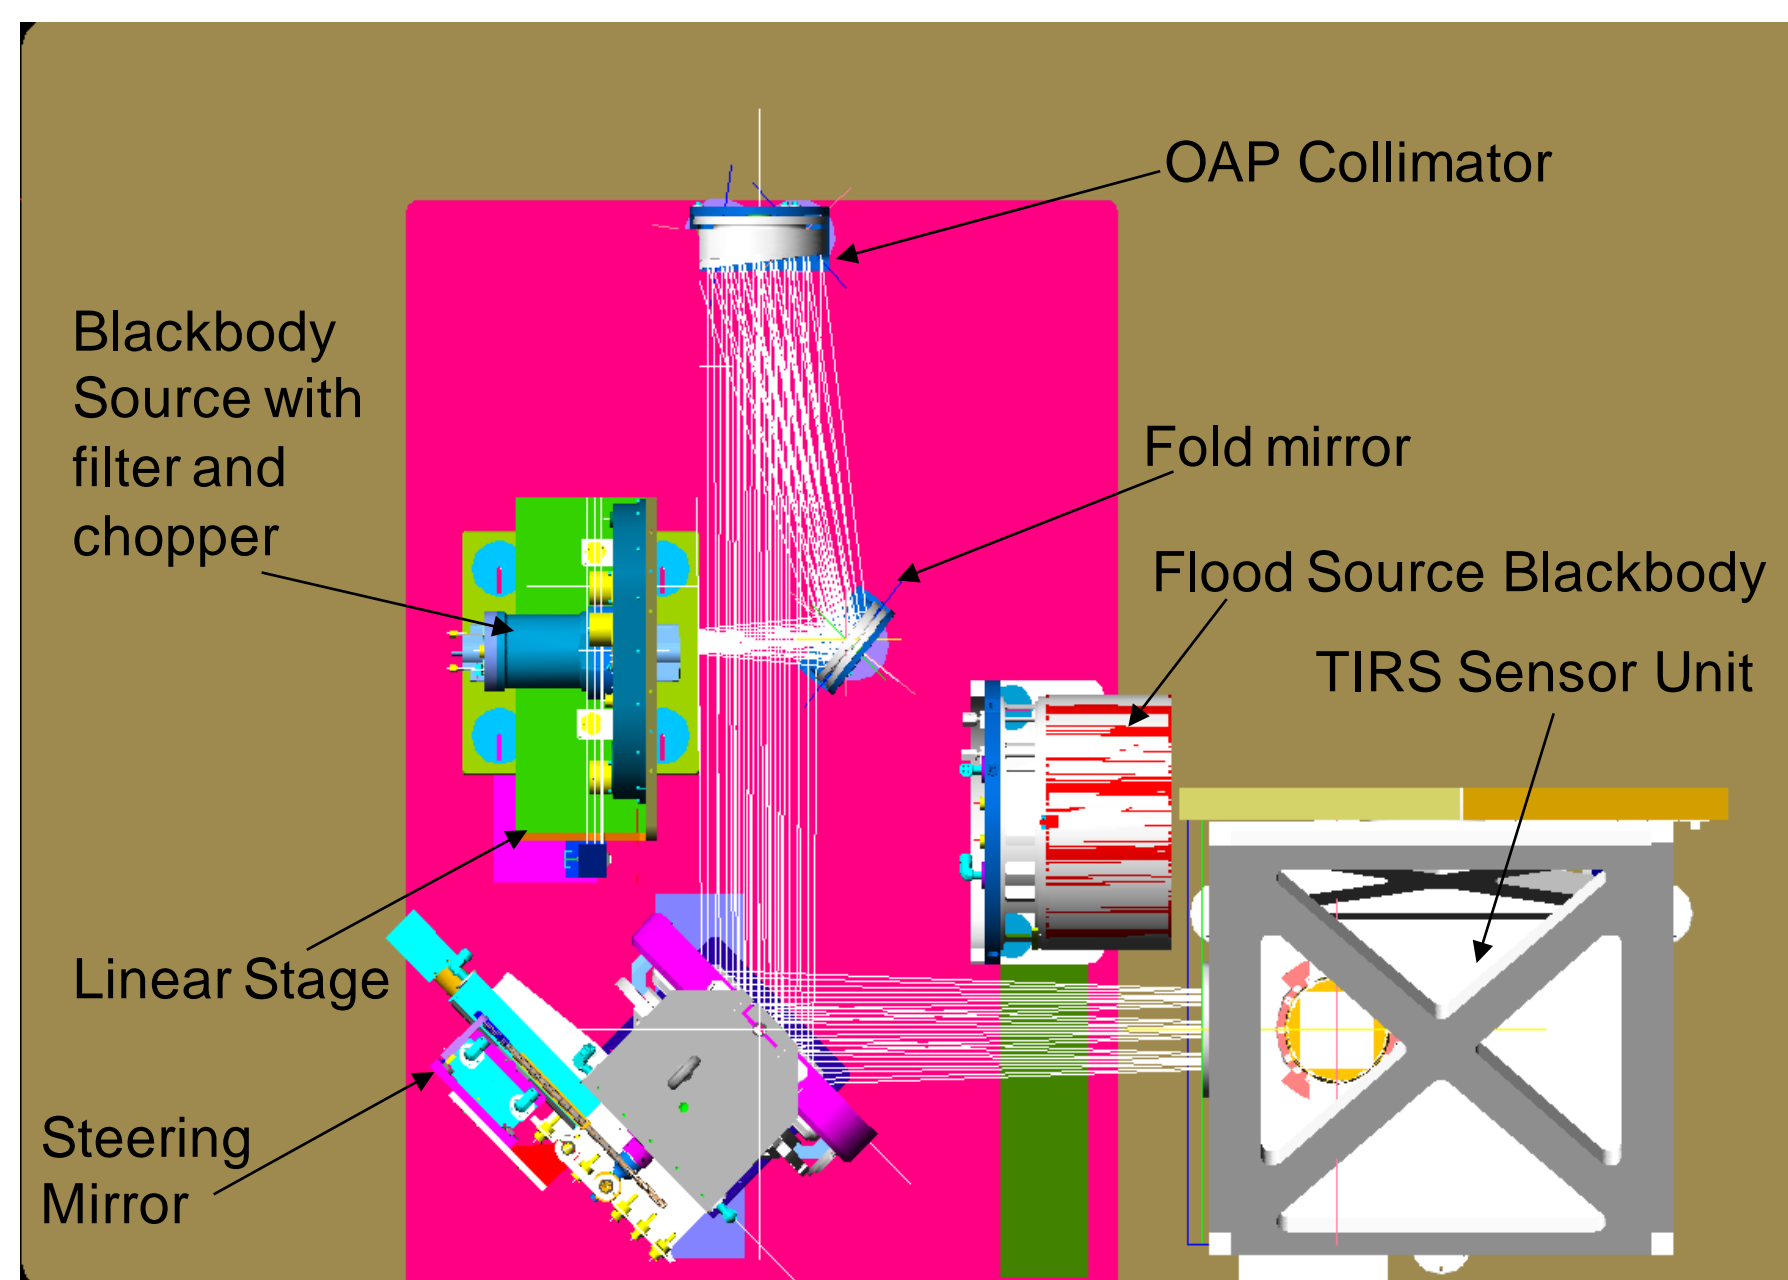 OAP Collimator
Blackbody
Source with
filter and
chopper
Fold mirror
Flood Source Blackbody
TIRS Sensor Unit
Linear Stage
Steering
Mirror